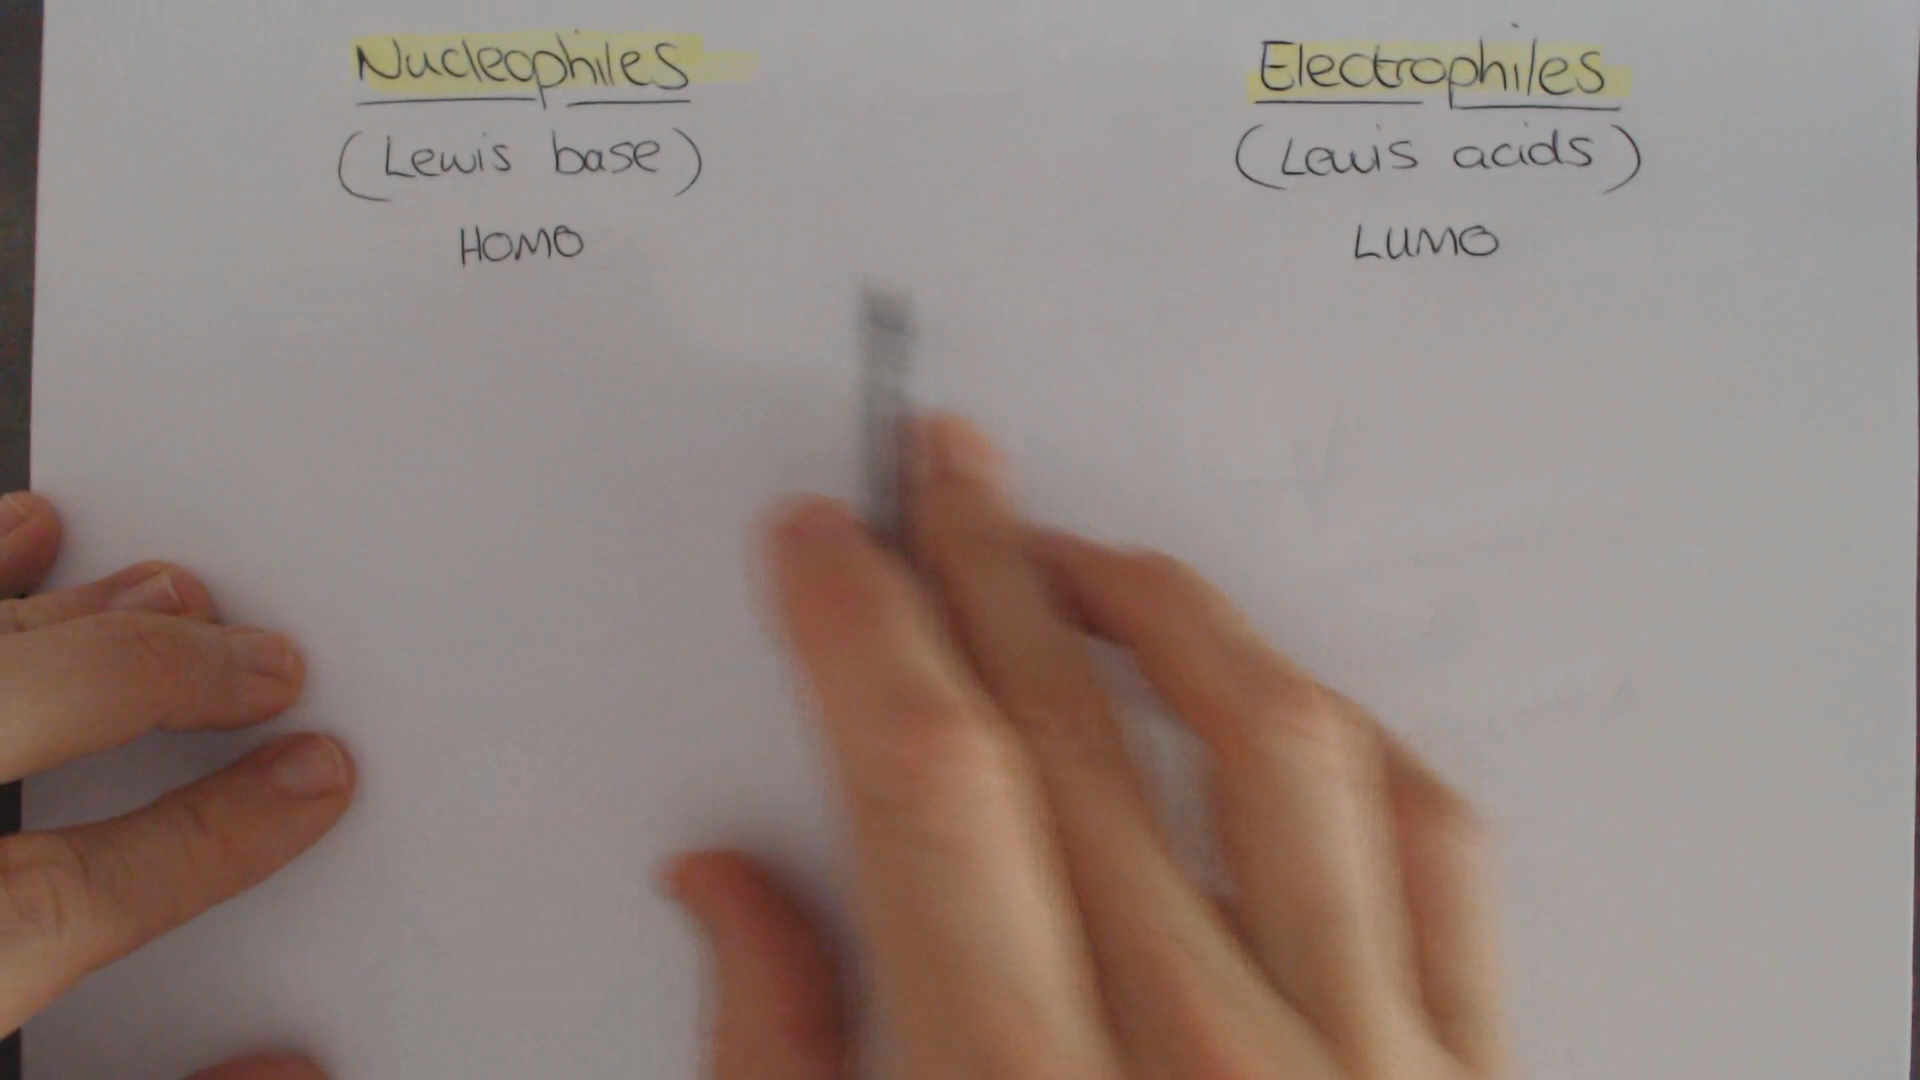 Nucleophiles
(Lewis base)
HOMO
Electrophiles
(Lewis acids)
LUMO